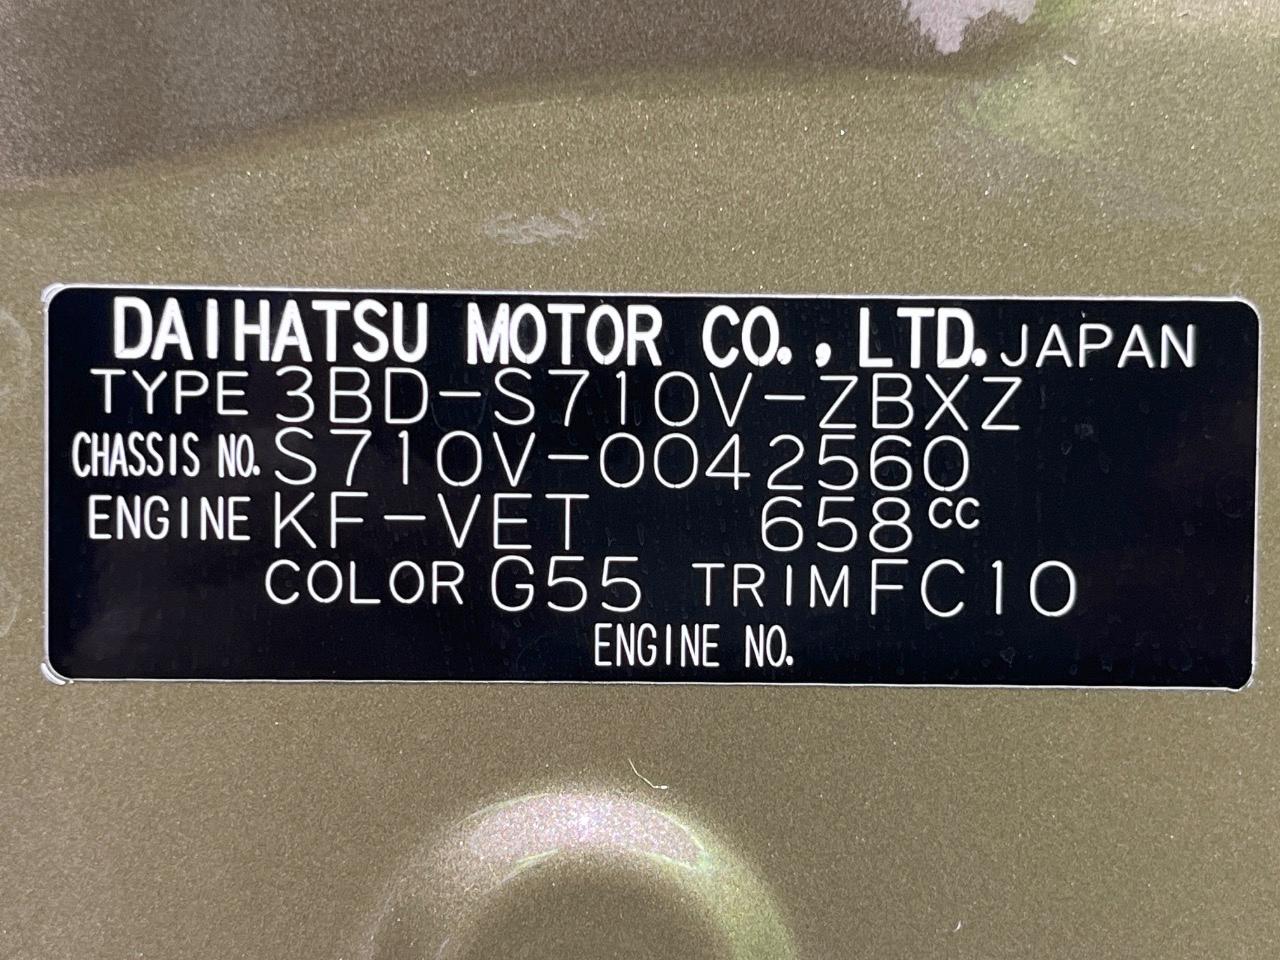 DAIHATSU MOTOR CO., LTD. JAPAN
TYPE 3BD-S710V-ZBXZ
CHASSIS NO. S710V-0042560
ENGINE KF-VET 658cc
COLOR G55 TRIM FC10
ENGINE NO.